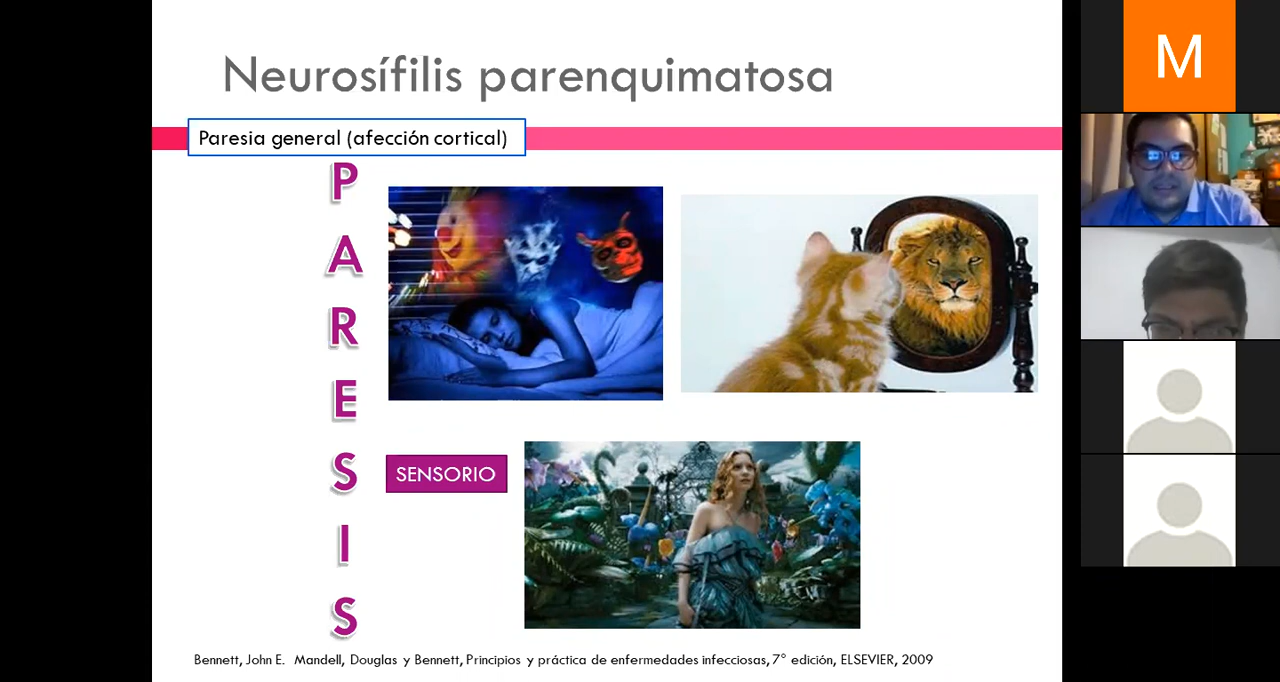 Neurosífilis parenquimatosa
Paresia general (afección cortical)
P
A
R
E
S
SENSORIO
I
S
Bennett, John E. Mandell, Douglas y Bennett, Principios y práctica de enfermedades infecciosas, 7° edición, ELSEVIER, 2009
M